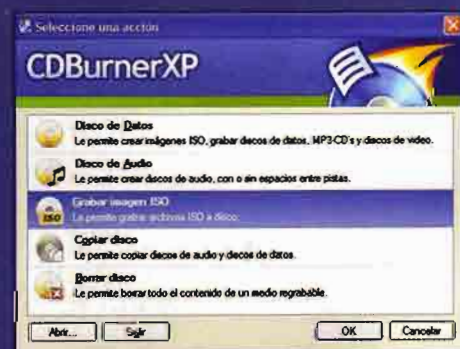 Seleccione una acción
CDBurnerXP
Disco de Datos
Le permite crear imágenes ISO, grabar discos de datos, MP3-CD's y discos de video.
Disco de Audio
Le permite crear discos de audio, con o sin espacios entre pistas.
Grabar imagen ISO
Le permite grabar archivos ISO a disco.
ISO
Copiar disco
Le permite copiar discos de audio y discos de datos.
Borrar disco
Le permite borrar todo el contenido de un medio regrabable.
Abrir... Salir OK Cancelar